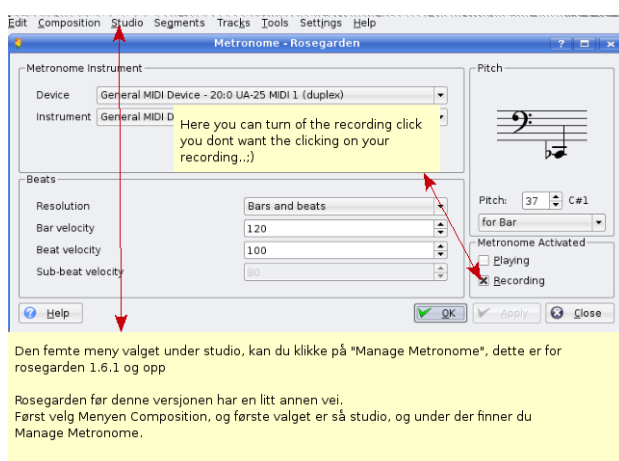 Edit Composition Studio Segments Tracks Tools Settings Help
Metronome - Rosegarden
Metronome Instrument
Device General MIDI Device - 20:0 UA-25 MIDI 1 (duplex)
Instrument General MIDI D
Here you can turn of the recording click
you dont want the clicking on your
recording..;)
Pitch
Pitch: 37 C#1
for Bar
Beats
Resolution Bars and beats
Bar velocity 120
Beat velocity 100
Sub-beat velocity 80
Metronome Activated
Playing
Recording
Help OK Apply Close
Den femte meny valget under studio, kan du klikke på "Manage Metronome", dette er for
rosegarden 1.6.1 og opp
Rosegarden før denne versjonen har en litt annen vei.
Først velg Menyen Composition, og første valget er så studio, og under der finner du
Manage Metronome.